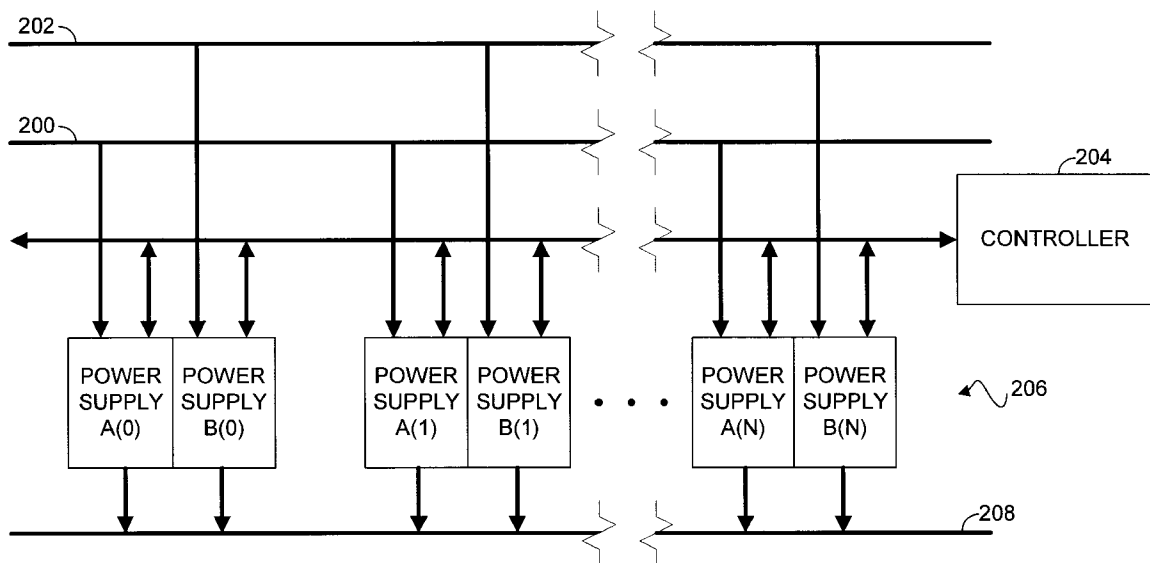 202
200
204
CONTROLLER
POWER SUPPLY A(0)
POWER SUPPLY B(0)
POWER SUPPLY A(1)
POWER SUPPLY B(1)
. . .
POWER SUPPLY A(N)
POWER SUPPLY B(N)
206
208